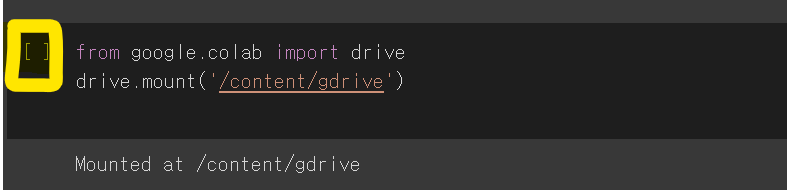 [ ] from google.colab import drive
drive.mount('/content/gdrive')
Mounted at /content/gdrive